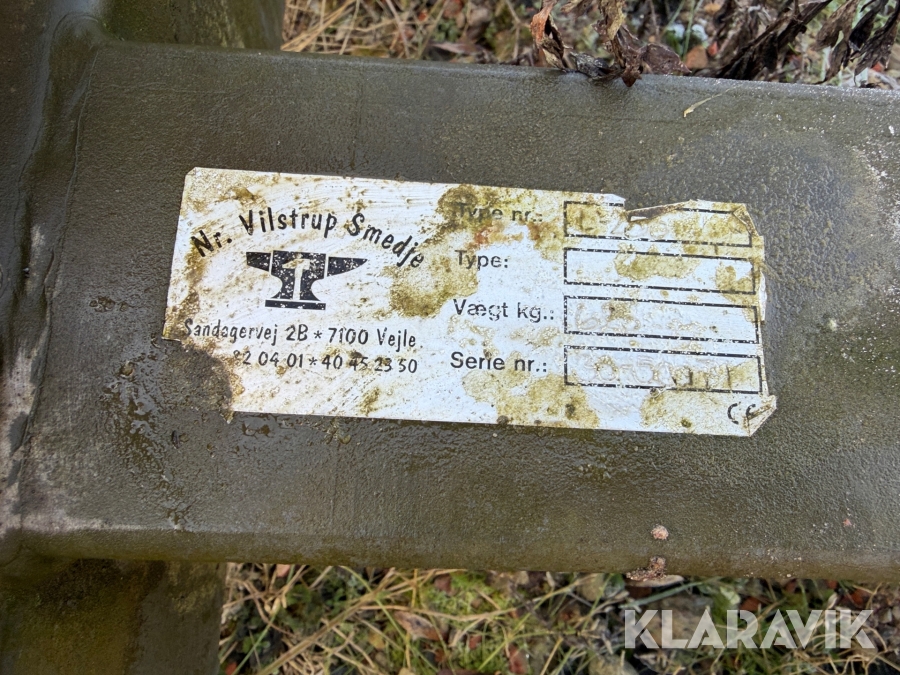 Nr. Vilstrup Smedje
Sandagervej 2B * 7100 Vejle
82 04 01 * 40 45 23 50
Type nr.:
Type:
Vægt kg.:
Serie nr.:
CE
KLARAVIK